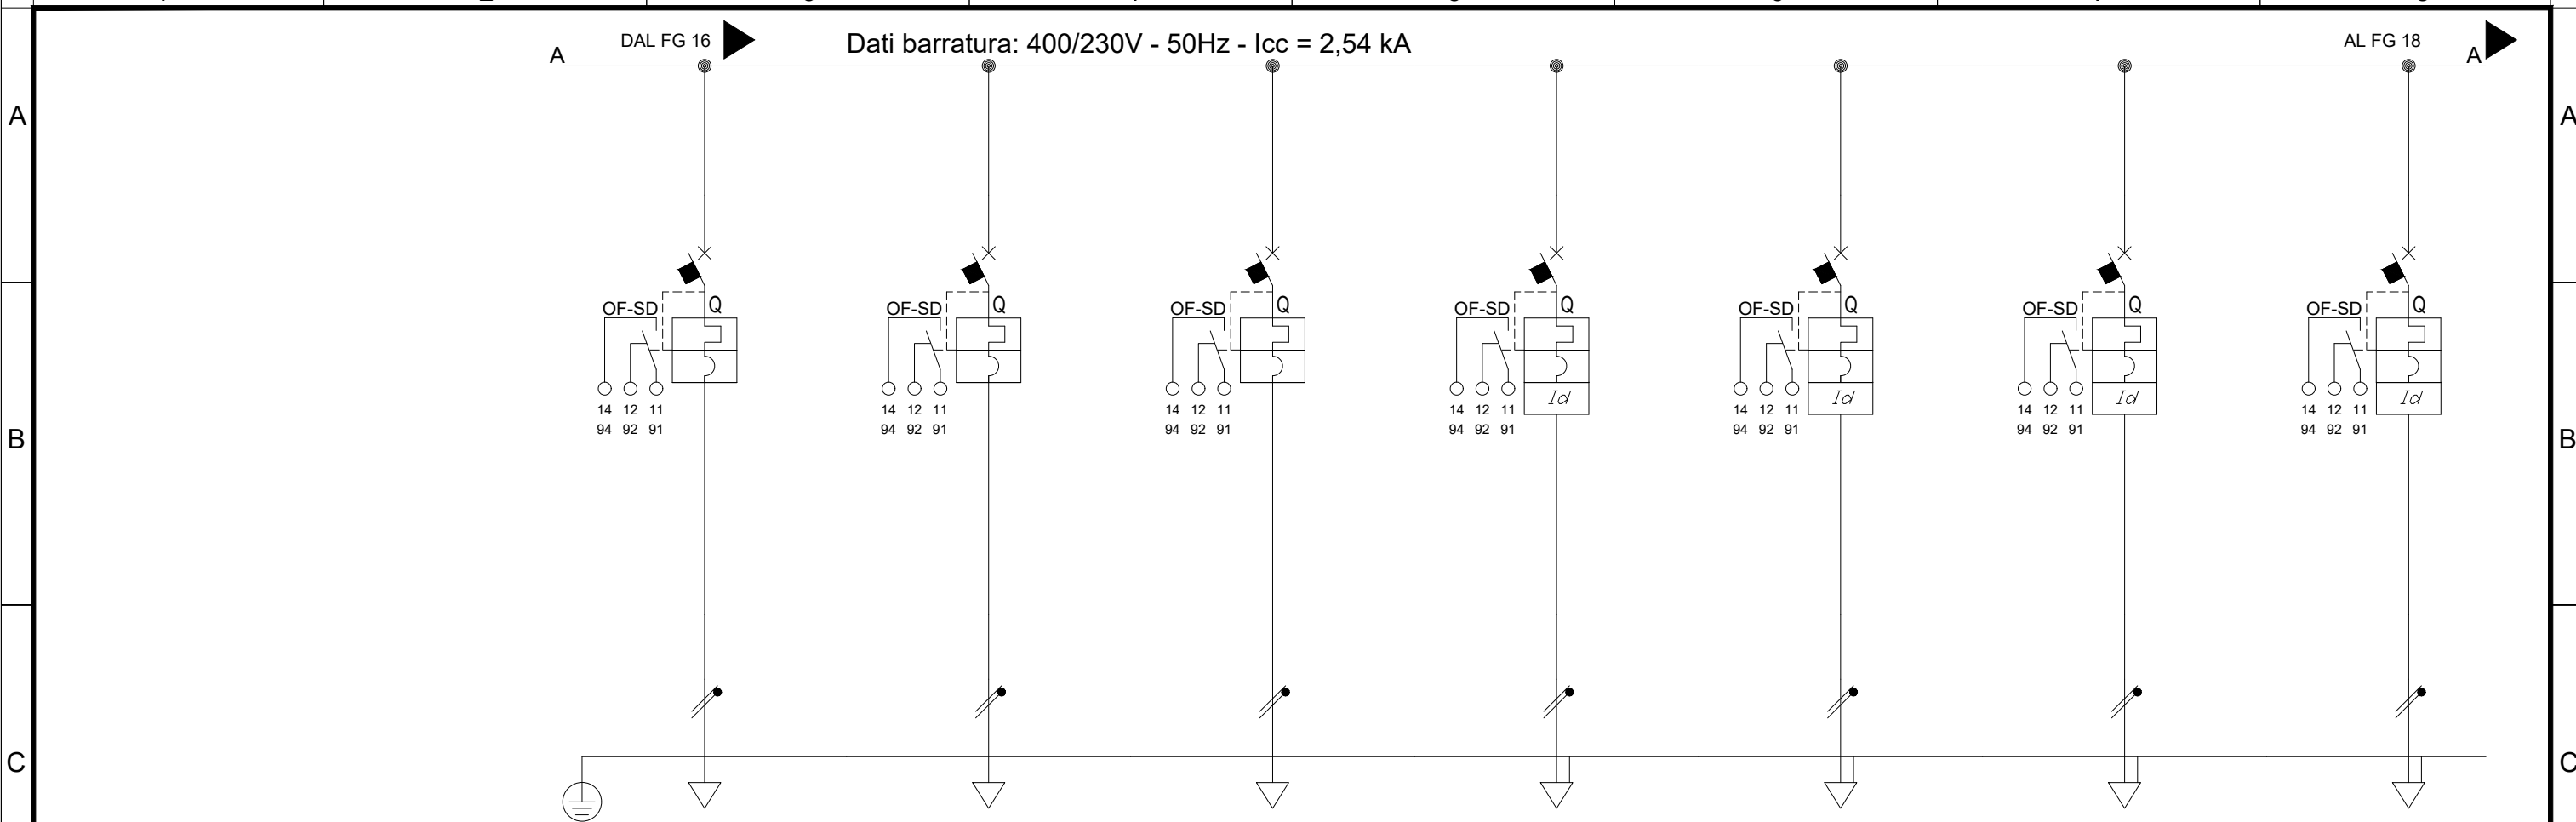 DAL FG 16
Dati barratura: 400/230V - 50Hz - Icc = 2,54 kA
AL FG 18
A A
A A
OF-SD Q OF-SD Q OF-SD Q OF-SD Q OF-SD Q OF-SD Q OF-SD Q
Id Id Id Id
14 12 11 14 12 11 14 12 11 14 12 11 14 12 11 14 12 11 14 12 11
94 92 91 94 92 91 94 92 91 94 92 91 94 92 91 94 92 91 94 92 91
B B
C C